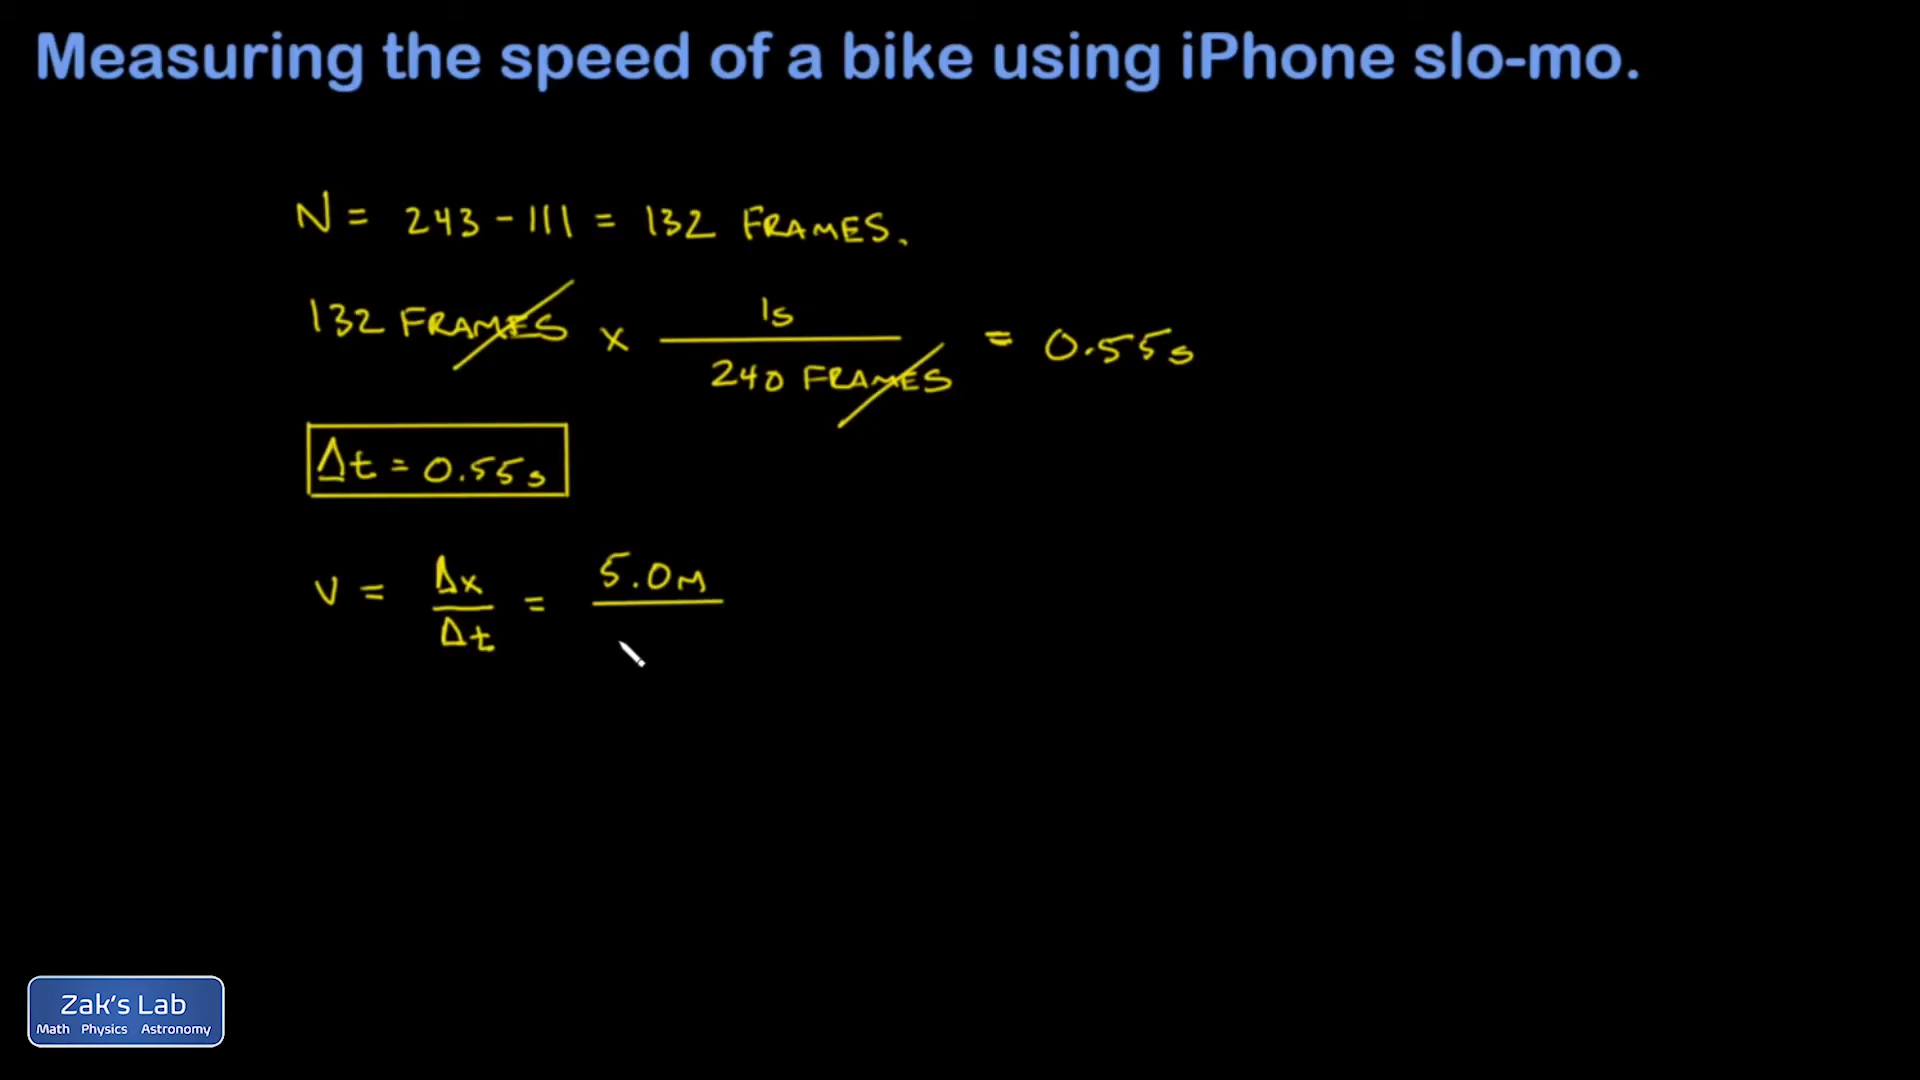 Measuring the speed of a bike using iPhone slo-mo.
N = 243 - 111 = 132 FRAMES.
132 FRAMES × 1s / 240 FRAMES = 0.55s
Δt = 0.55s
v = Δx / Δt = 5.0m
Zak's Lab
Math Physics Astronomy